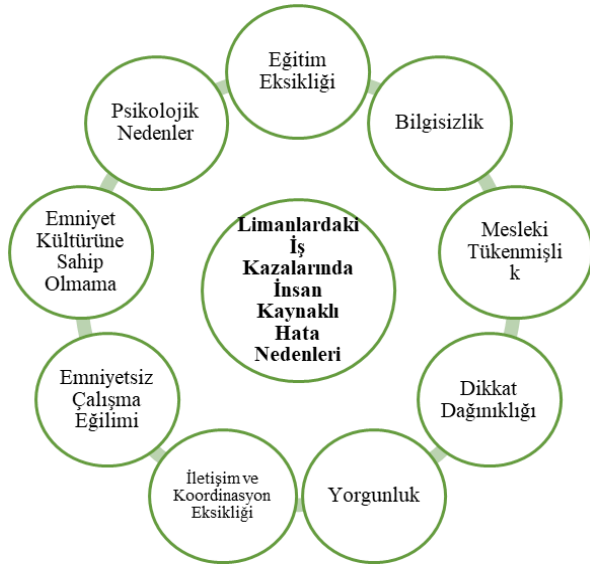 Eğitim
Eksikliği
Bilgisizlik
Mesleki
Tükenmişli
k
Dikkat
Dağınıklığı
Yorgunluk
İletişim ve
Koordinasyon
Eksikliği
Emniyetsiz
Çalışma
Eğilimi
Emniyet
Kültürüne
Sahip
Olmama
Psikolojik
Nedenler
Limanlardaki
İş
Kazalarında
İnsan
Kaynaklı
Hata
Nedenleri